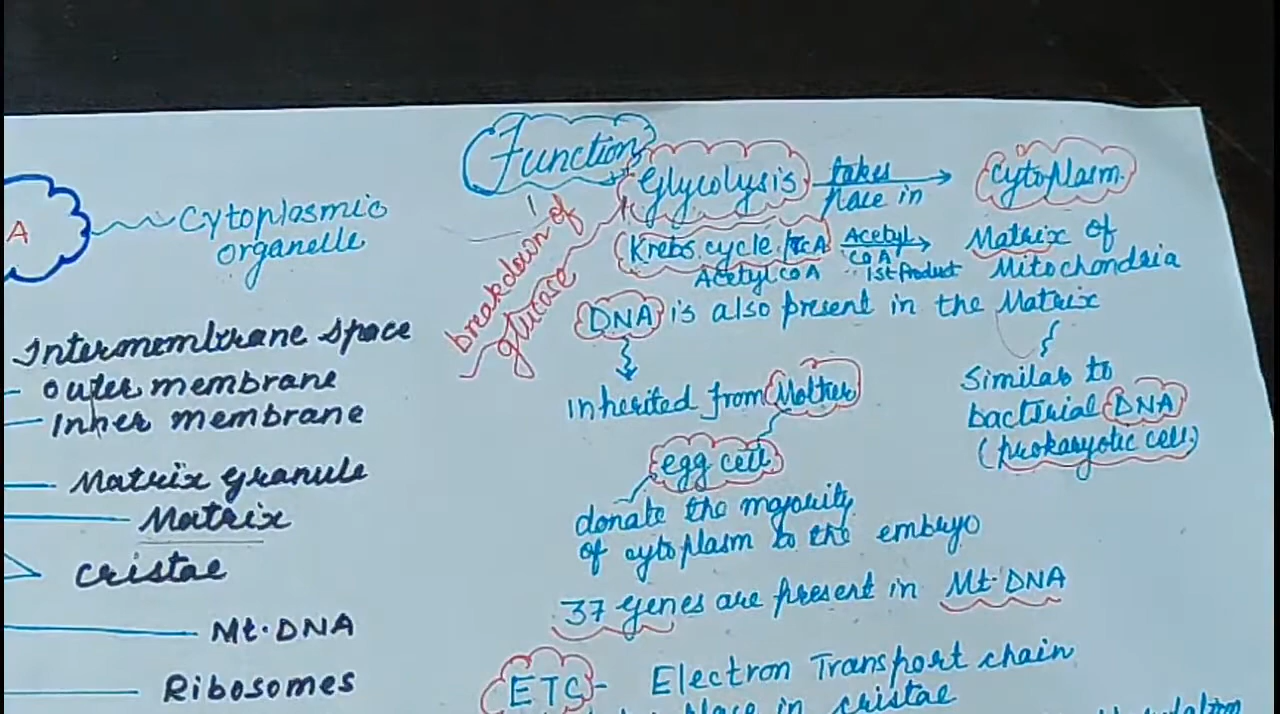 A
Cytoplasmic
organelle
Intermembrane space
outer membrane
Inner membrane
Matrix granule
Matrix
Cristae
Mt. DNA
Ribosomes
Function
breakdown of
glucose
Glycolysis takes place in Cytoplasm.
Krebs cycle/TCA Acetyl CoA 1st Product Matrix of
Acetyl CoA Mitochondria
DNA is also present in the Matrix
inherited from Mother
egg cell
donate the majority
of cytoplasm to the embryo
Similar to
bacterial DNA
(prokaryotic cell)
37 genes are present in Mt. DNA
ETC - Electron Transport chain
place in cristae